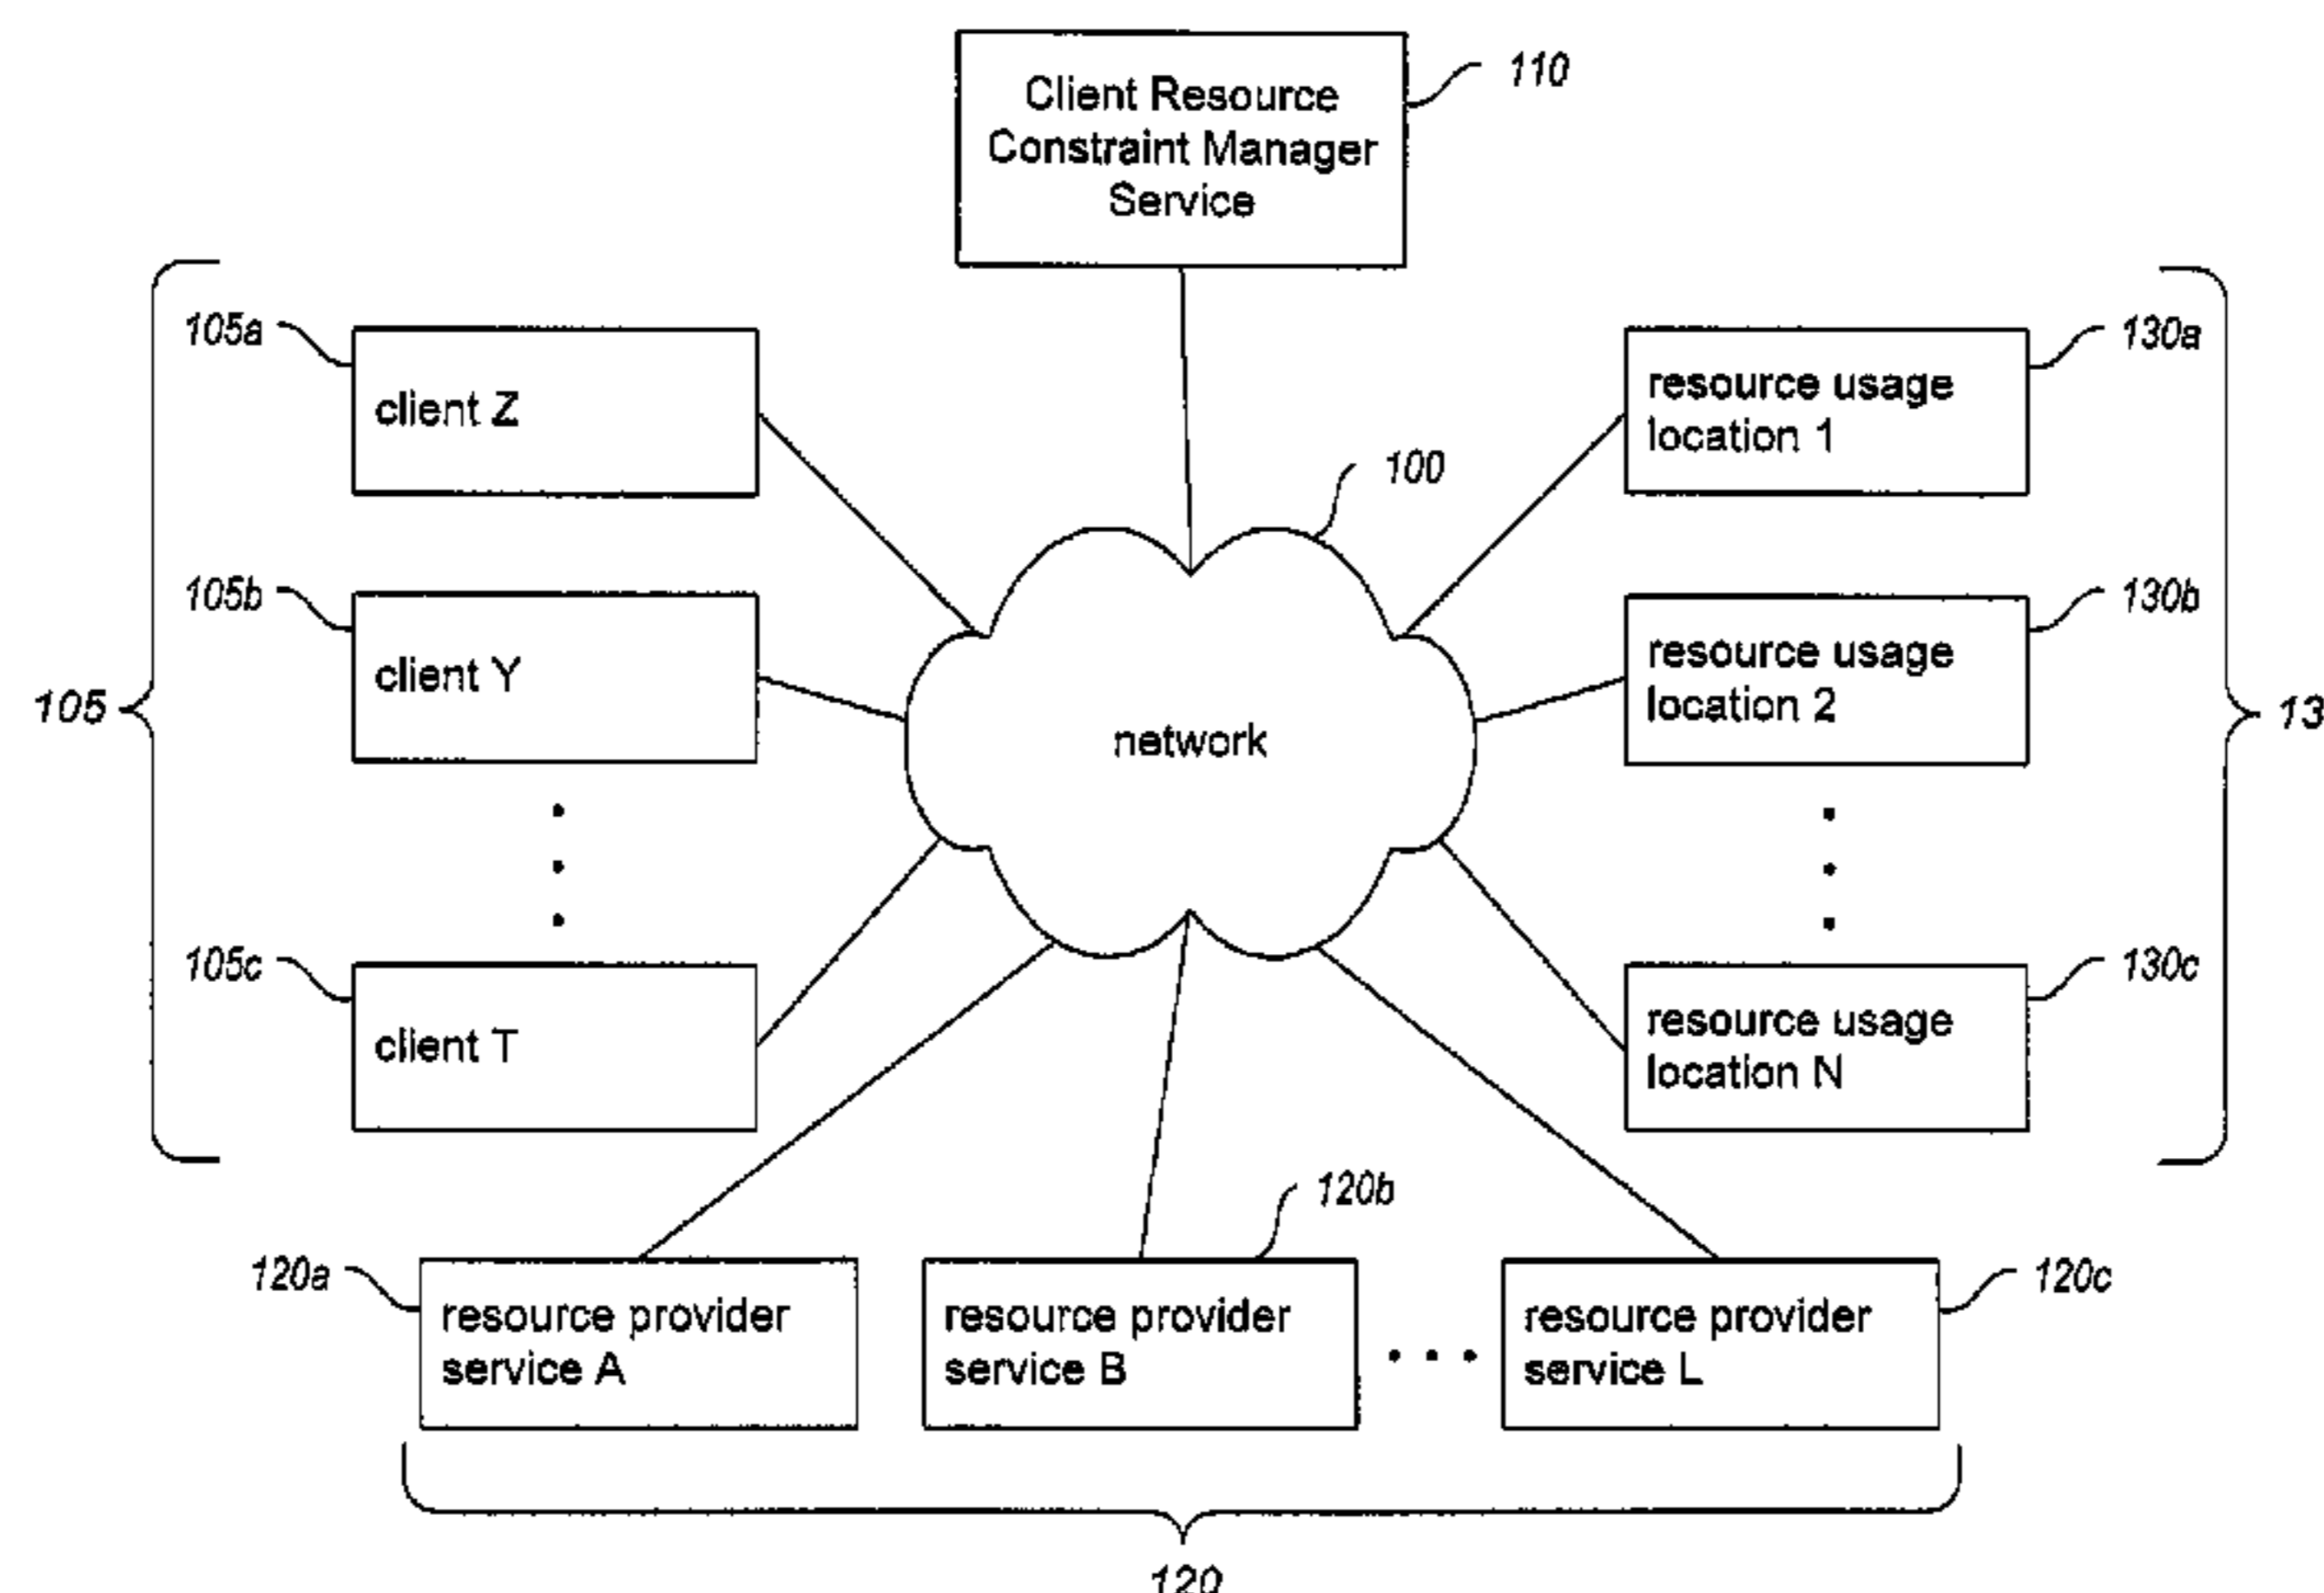 Client Resource
Constraint Manager
Service
110
105a
client Z
130a
resource usage
location 1
100
105b
client Y
130b
resource usage
location 2
105
network
13
105c
client T
130c
resource usage
location N
120b
120a
resource provider
service A
resource provider
service B
120c
resource provider
service L
120